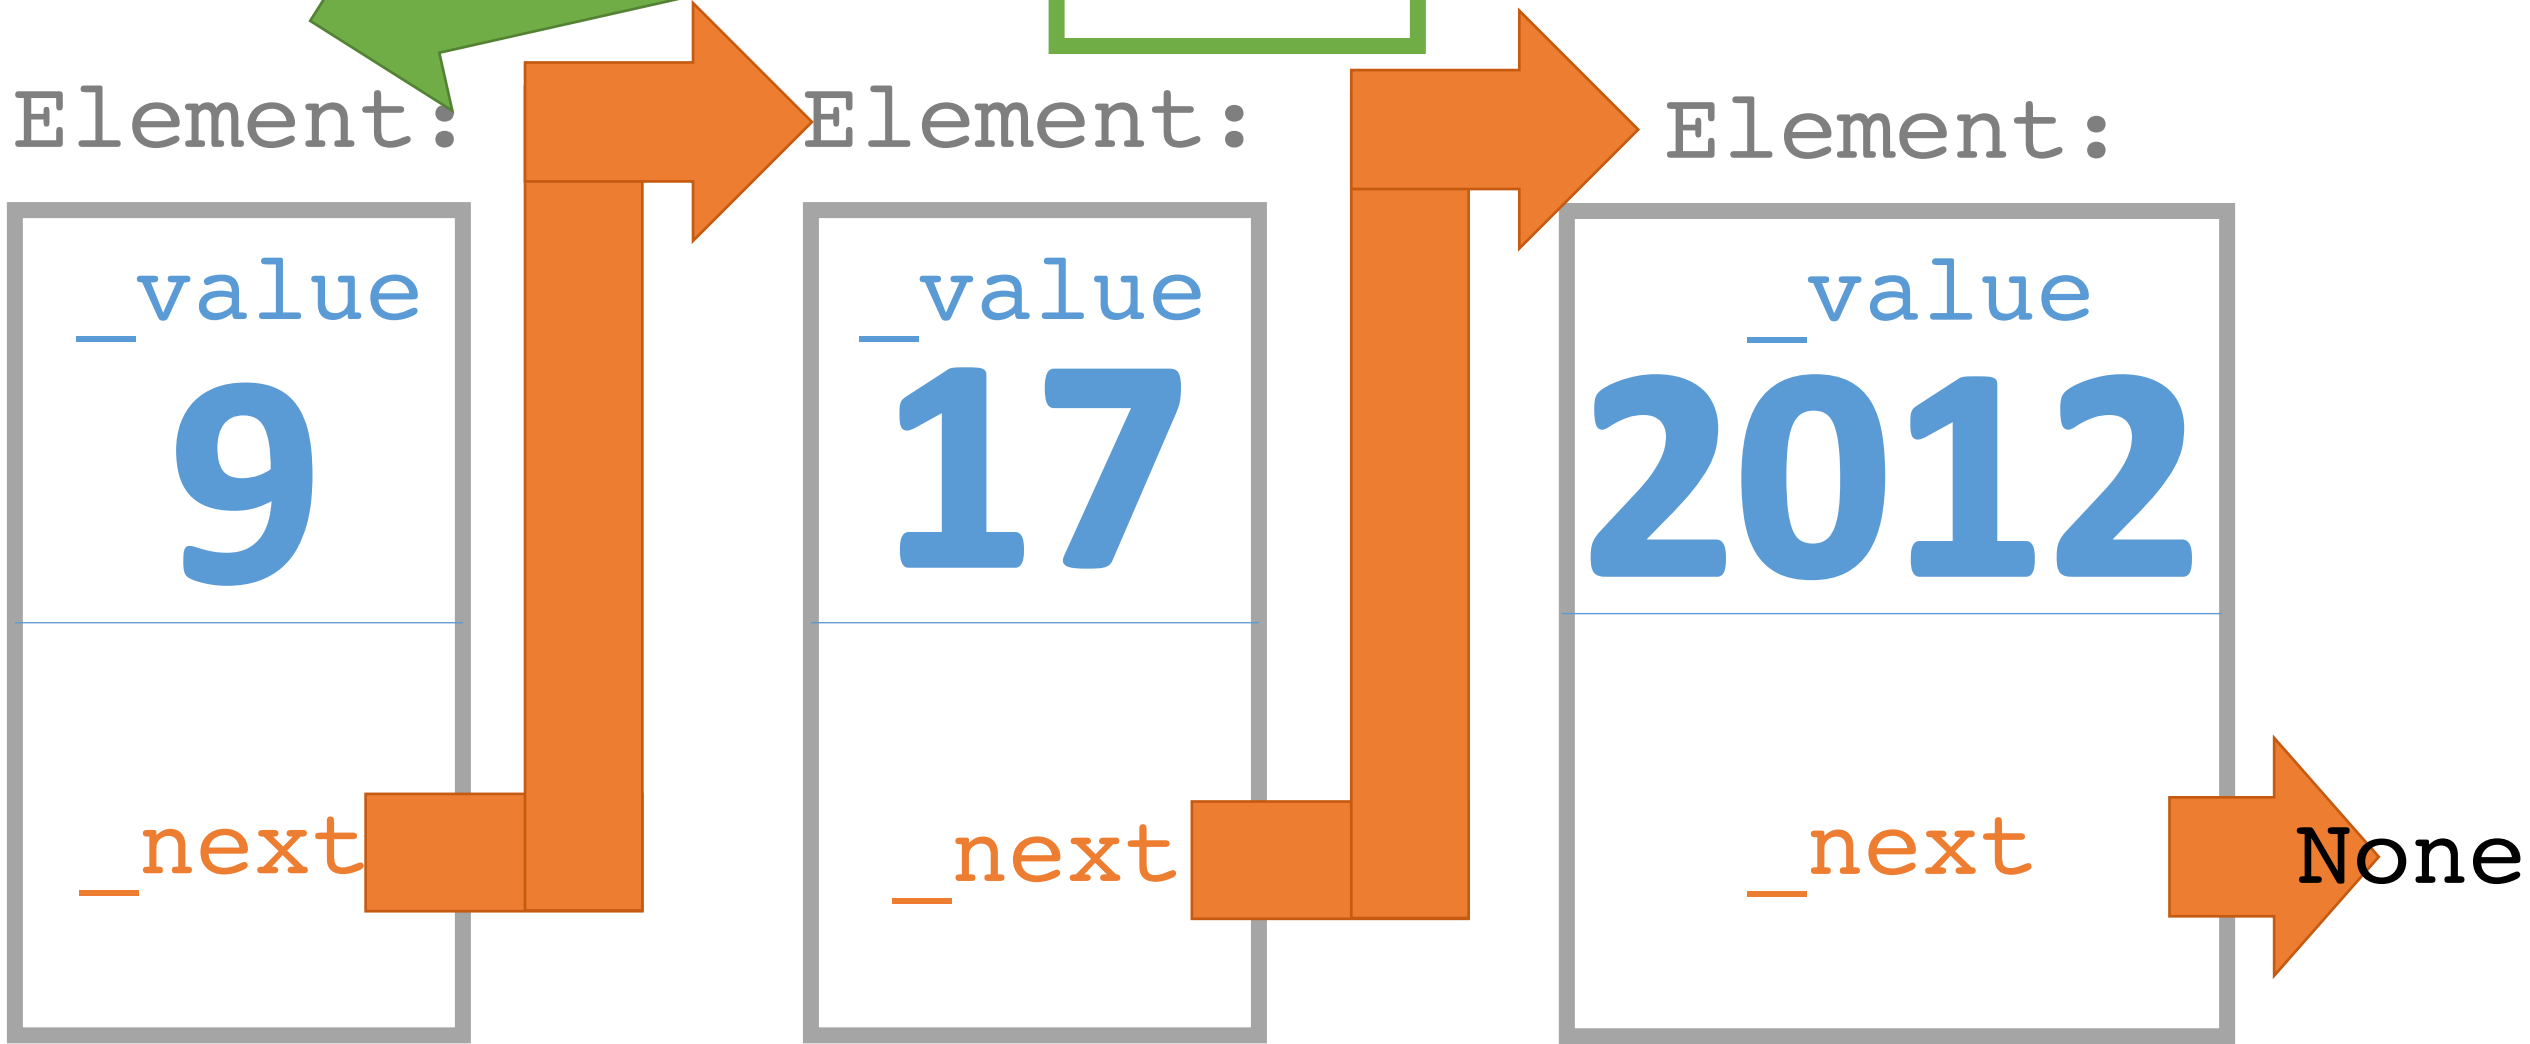 Element:
Element:
Element:
_value
_value
_value
9
17
2012
_next
_next
_next
None